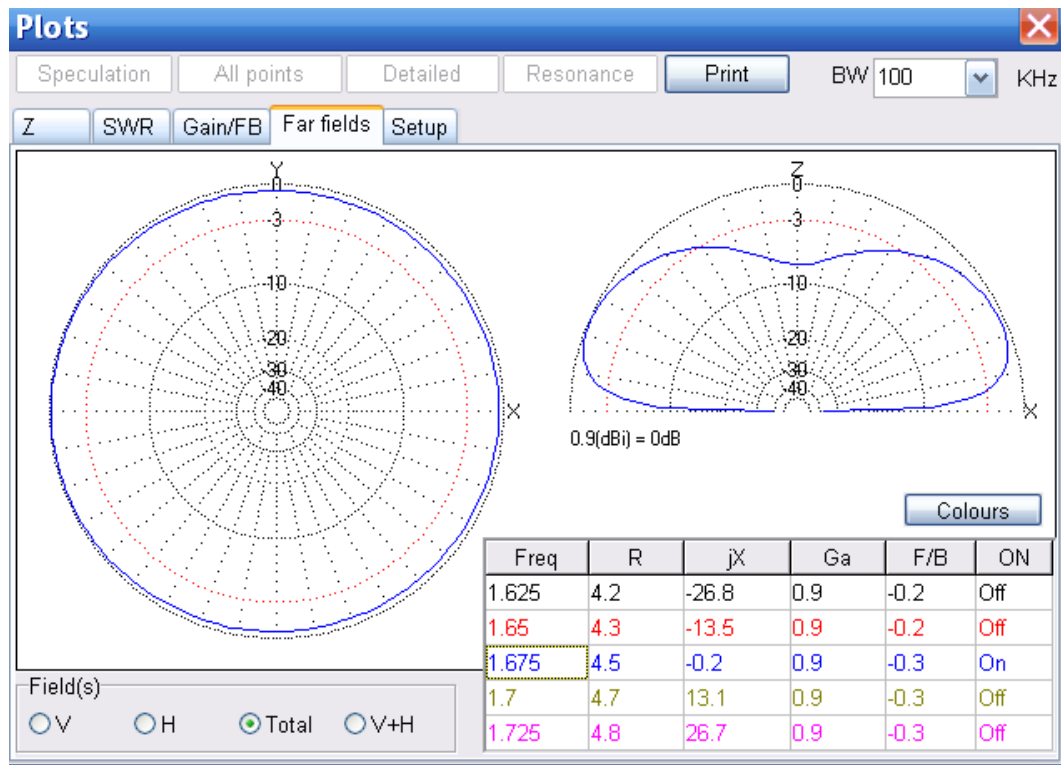 Plots
Speculation All points Detailed Resonance Print BW 100 KHz
Z SWR Gain/FB Far fields Setup
Y Z
0 0
-3 -3
-10 -10
-20 -20
-30 -30
-40 -40
X X
0.9(dBi) = 0dB
Colours
Freq R jX Ga F/B ON
1.625 4.2 -26.8 0.9 -0.2 Off
1.65 4.3 -13.5 0.9 -0.2 Off
1.675 4.5 -0.2 0.9 -0.3 On
1.7 4.7 13.1 0.9 -0.3 Off
1.725 4.8 26.7 0.9 -0.3 Off
Field(s)
V H Total V+H